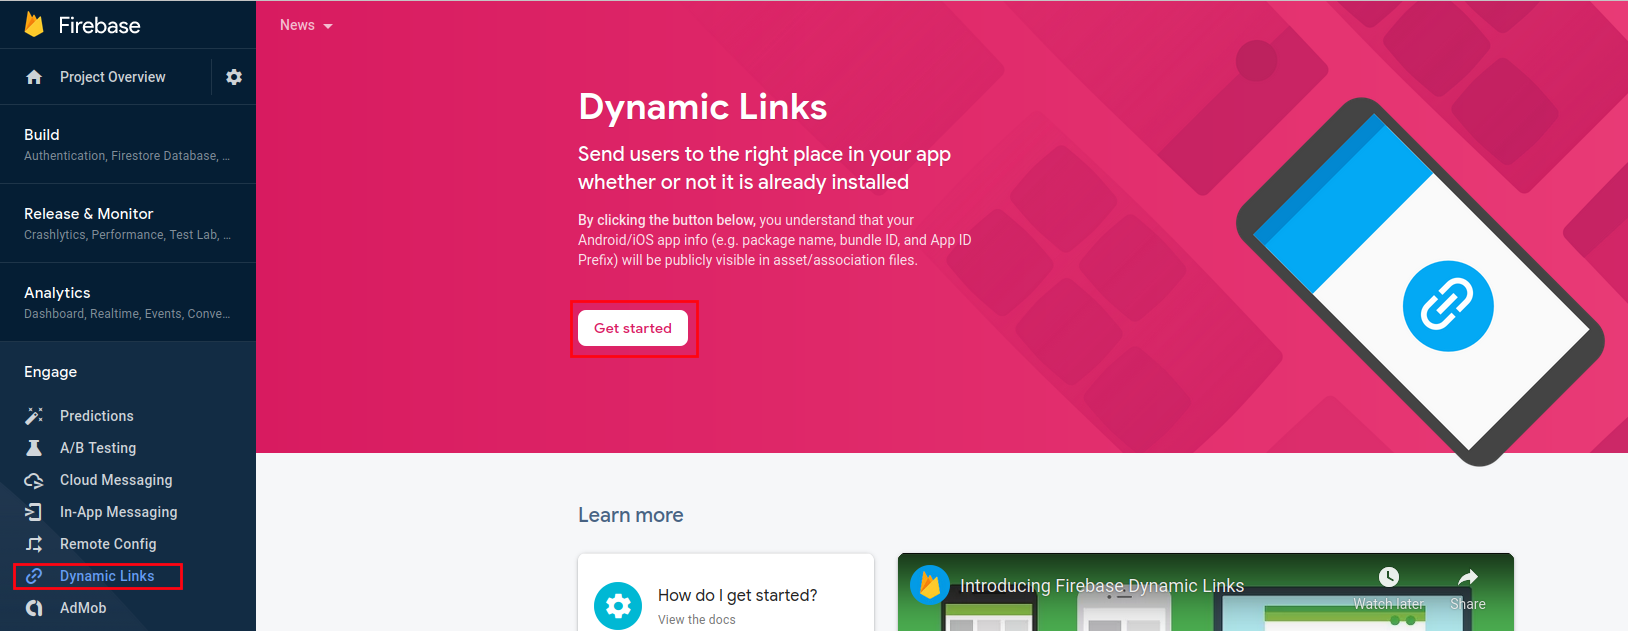 Firebase
Project Overview
Build
Authentication, Firestore Database, ...
Release & Monitor
Crashlytics, Performance, Test Lab, ...
Analytics
Dashboard, Realtime, Events, Conve...
Engage
Predictions
A/B Testing
Cloud Messaging
In-App Messaging
Remote Config
Dynamic Links
AdMob
News
Dynamic Links
Send users to the right place in your app
whether or not it is already installed
By clicking the button below, you understand that your
Android/iOS app info (e.g. package name, bundle ID, and App ID
Prefix) will be publicly visible in asset/association files.
Get started
Learn more
How do I get started?
View the docs
Introducing Firebase Dynamic Links
Watch later
Share